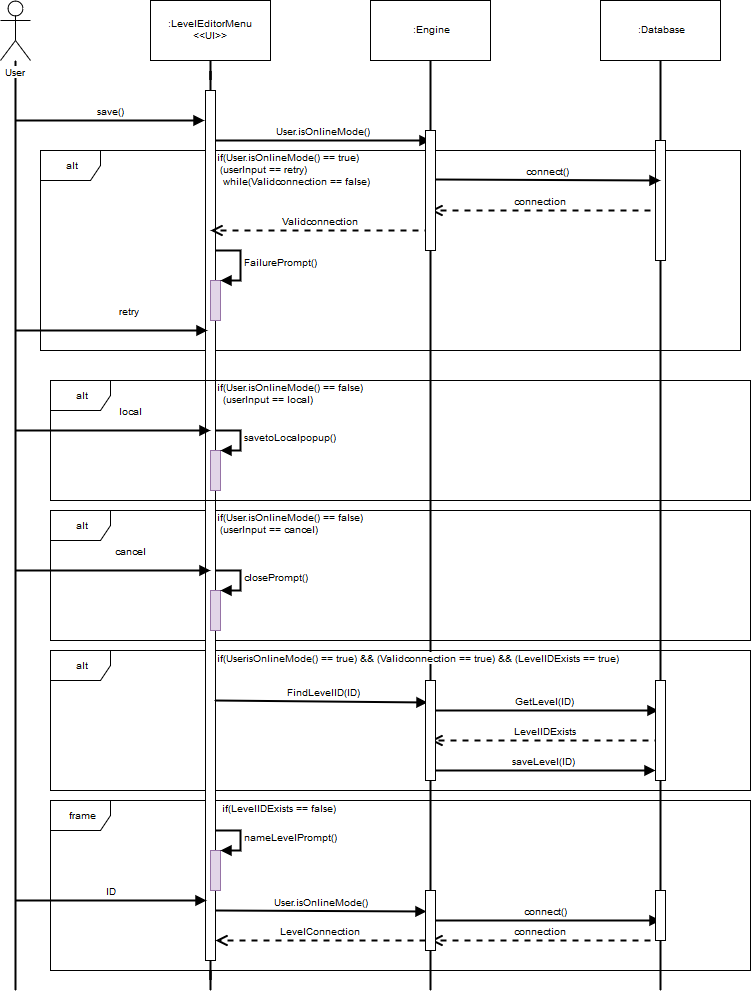 :LevelEditorMenu
<<UI>>
:Engine
:Database
User
save()
User.isOnlineMode()
alt
if(User.isOnlineMode() == true)
(userInput == retry)
while(Validconnection == false)
connect()
connection
Validconnection
FailurePrompt()
retry
alt
if(User.isOnlineMode() == false)
(userInput == local)
local
savetoLocalpopup()
alt
if(User.isOnlineMode() == false)
(userInput == cancel)
cancel
closePrompt()
alt
if(UserisOnlineMode() == true) && (Validconnection == true) && (LevelIDExists == true)
FindLevelID(ID)
GetLevel(ID)
LevelIDExists
saveLevel(ID)
frame
if(LevelIDExists == false)
nameLevelPrompt()
ID
User.isOnlineMode()
connect()
LevelConnection
connection